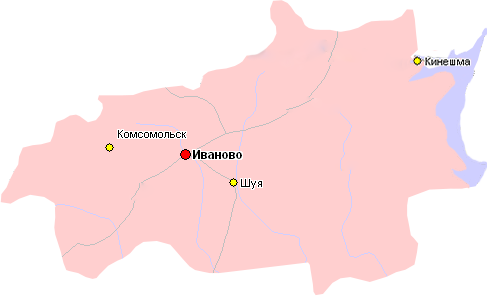 Кинешма
Комсомольск
Иваново
Шуя